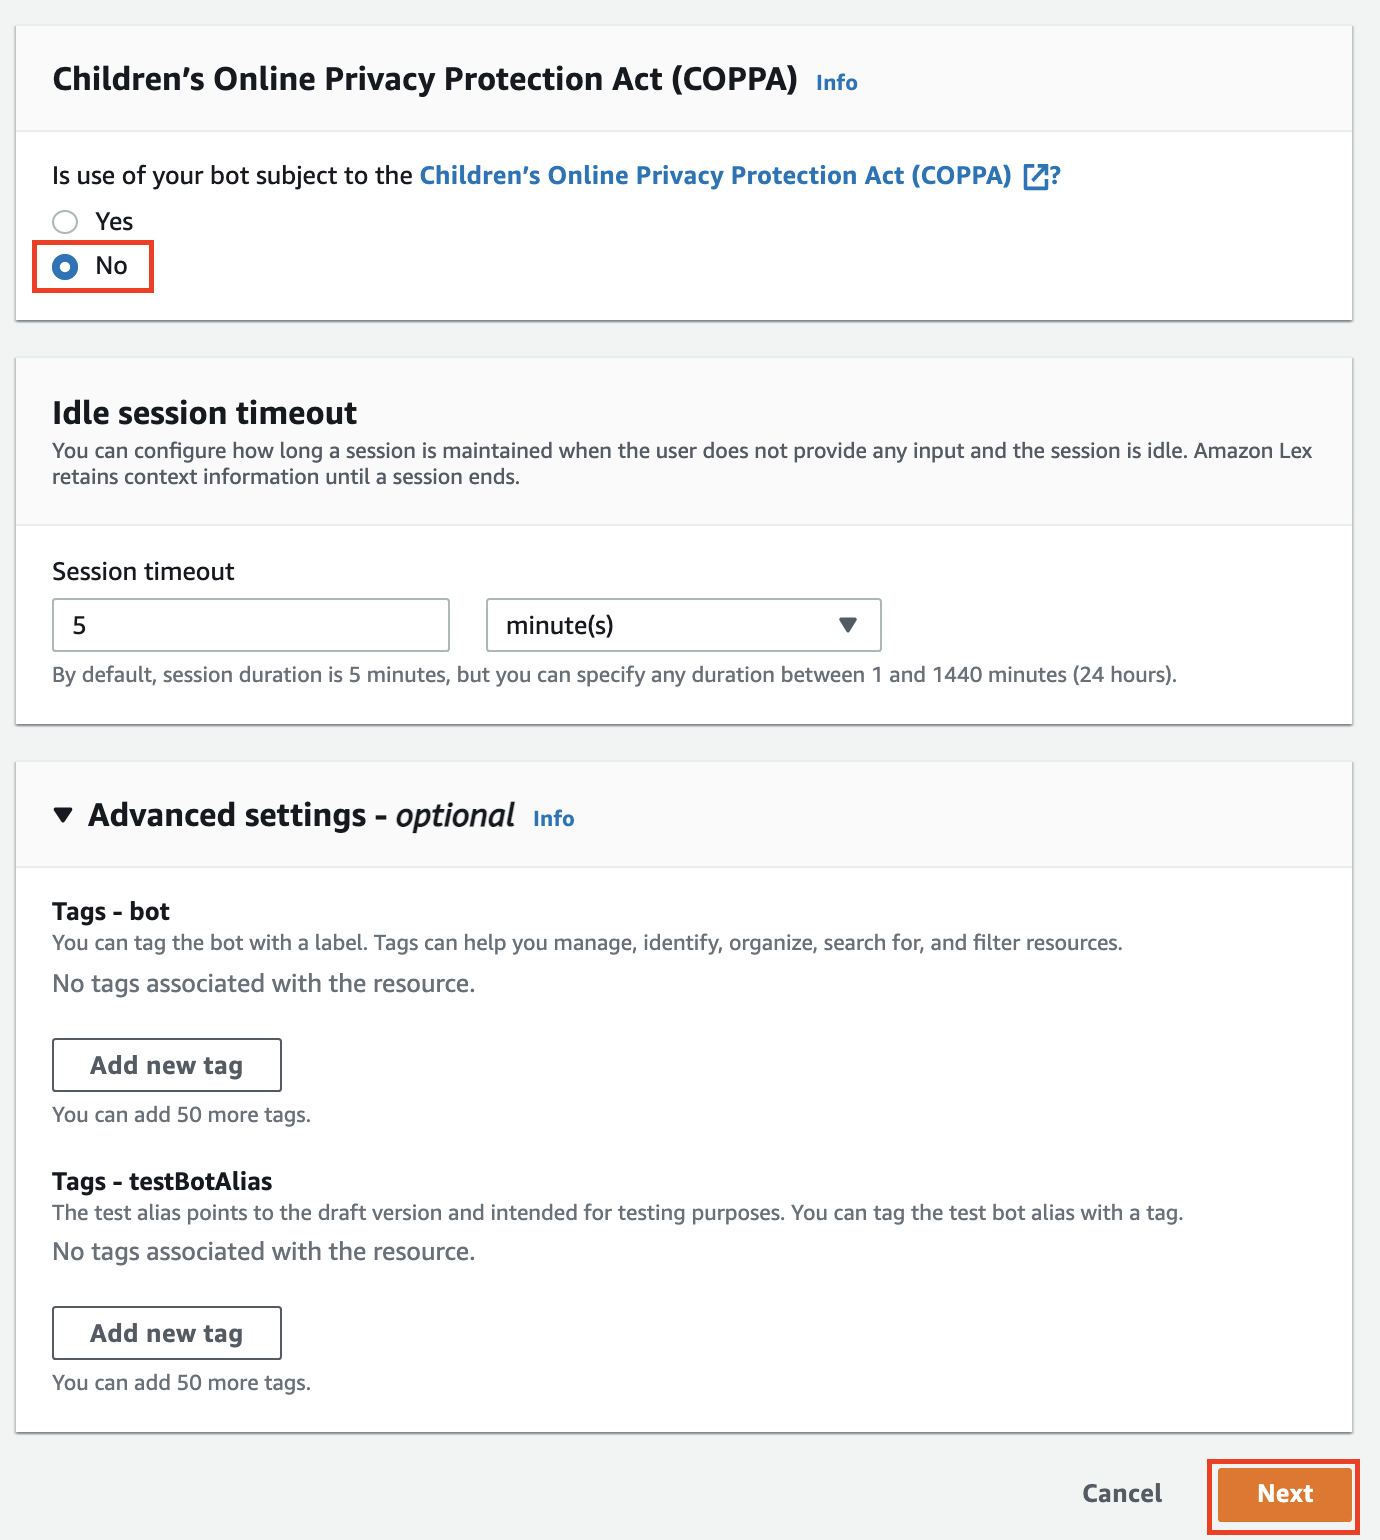 Children’s Online Privacy Protection Act (COPPA) Info
Is use of your bot subject to the Children’s Online Privacy Protection Act (COPPA) ?
Yes
No
Idle session timeout
You can configure how long a session is maintained when the user does not provide any input and the session is idle. Amazon Lex
retains context information until a session ends.
Session timeout
5 minute(s)
By default, session duration is 5 minutes, but you can specify any duration between 1 and 1440 minutes (24 hours).
Advanced settings - optional Info
Tags - bot
You can tag the bot with a label. Tags can help you manage, identify, organize, search for, and filter resources.
No tags associated with the resource.
Add new tag
You can add 50 more tags.
Tags - testBotAlias
The test alias points to the draft version and intended for testing purposes. You can tag the test bot alias with a tag.
No tags associated with the resource.
Add new tag
You can add 50 more tags.
Cancel Next